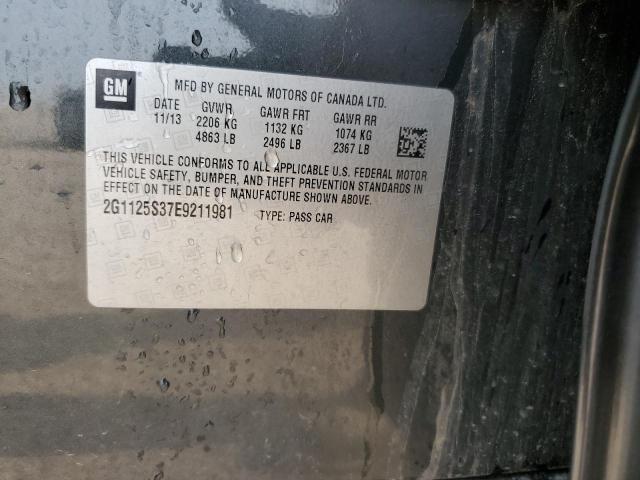 GM
MFD BY GENERAL MOTORS OF CANADA LTD.
DATE GVWR GAWR FRT GAWR RR
11/13 2206 KG 1132 KG 1074 KG
4863 LB 2496 LB 2367 LB
THIS VEHICLE CONFORMS TO ALL APPLICABLE U.S. FEDERAL MOTOR
VEHICLE SAFETY, BUMPER, AND THEFT PREVENTION STANDARDS IN
EFFECT ON THE DATE OF MANUFACTURE SHOWN ABOVE.
2G1125S37E9211981 TYPE: PASS CAR